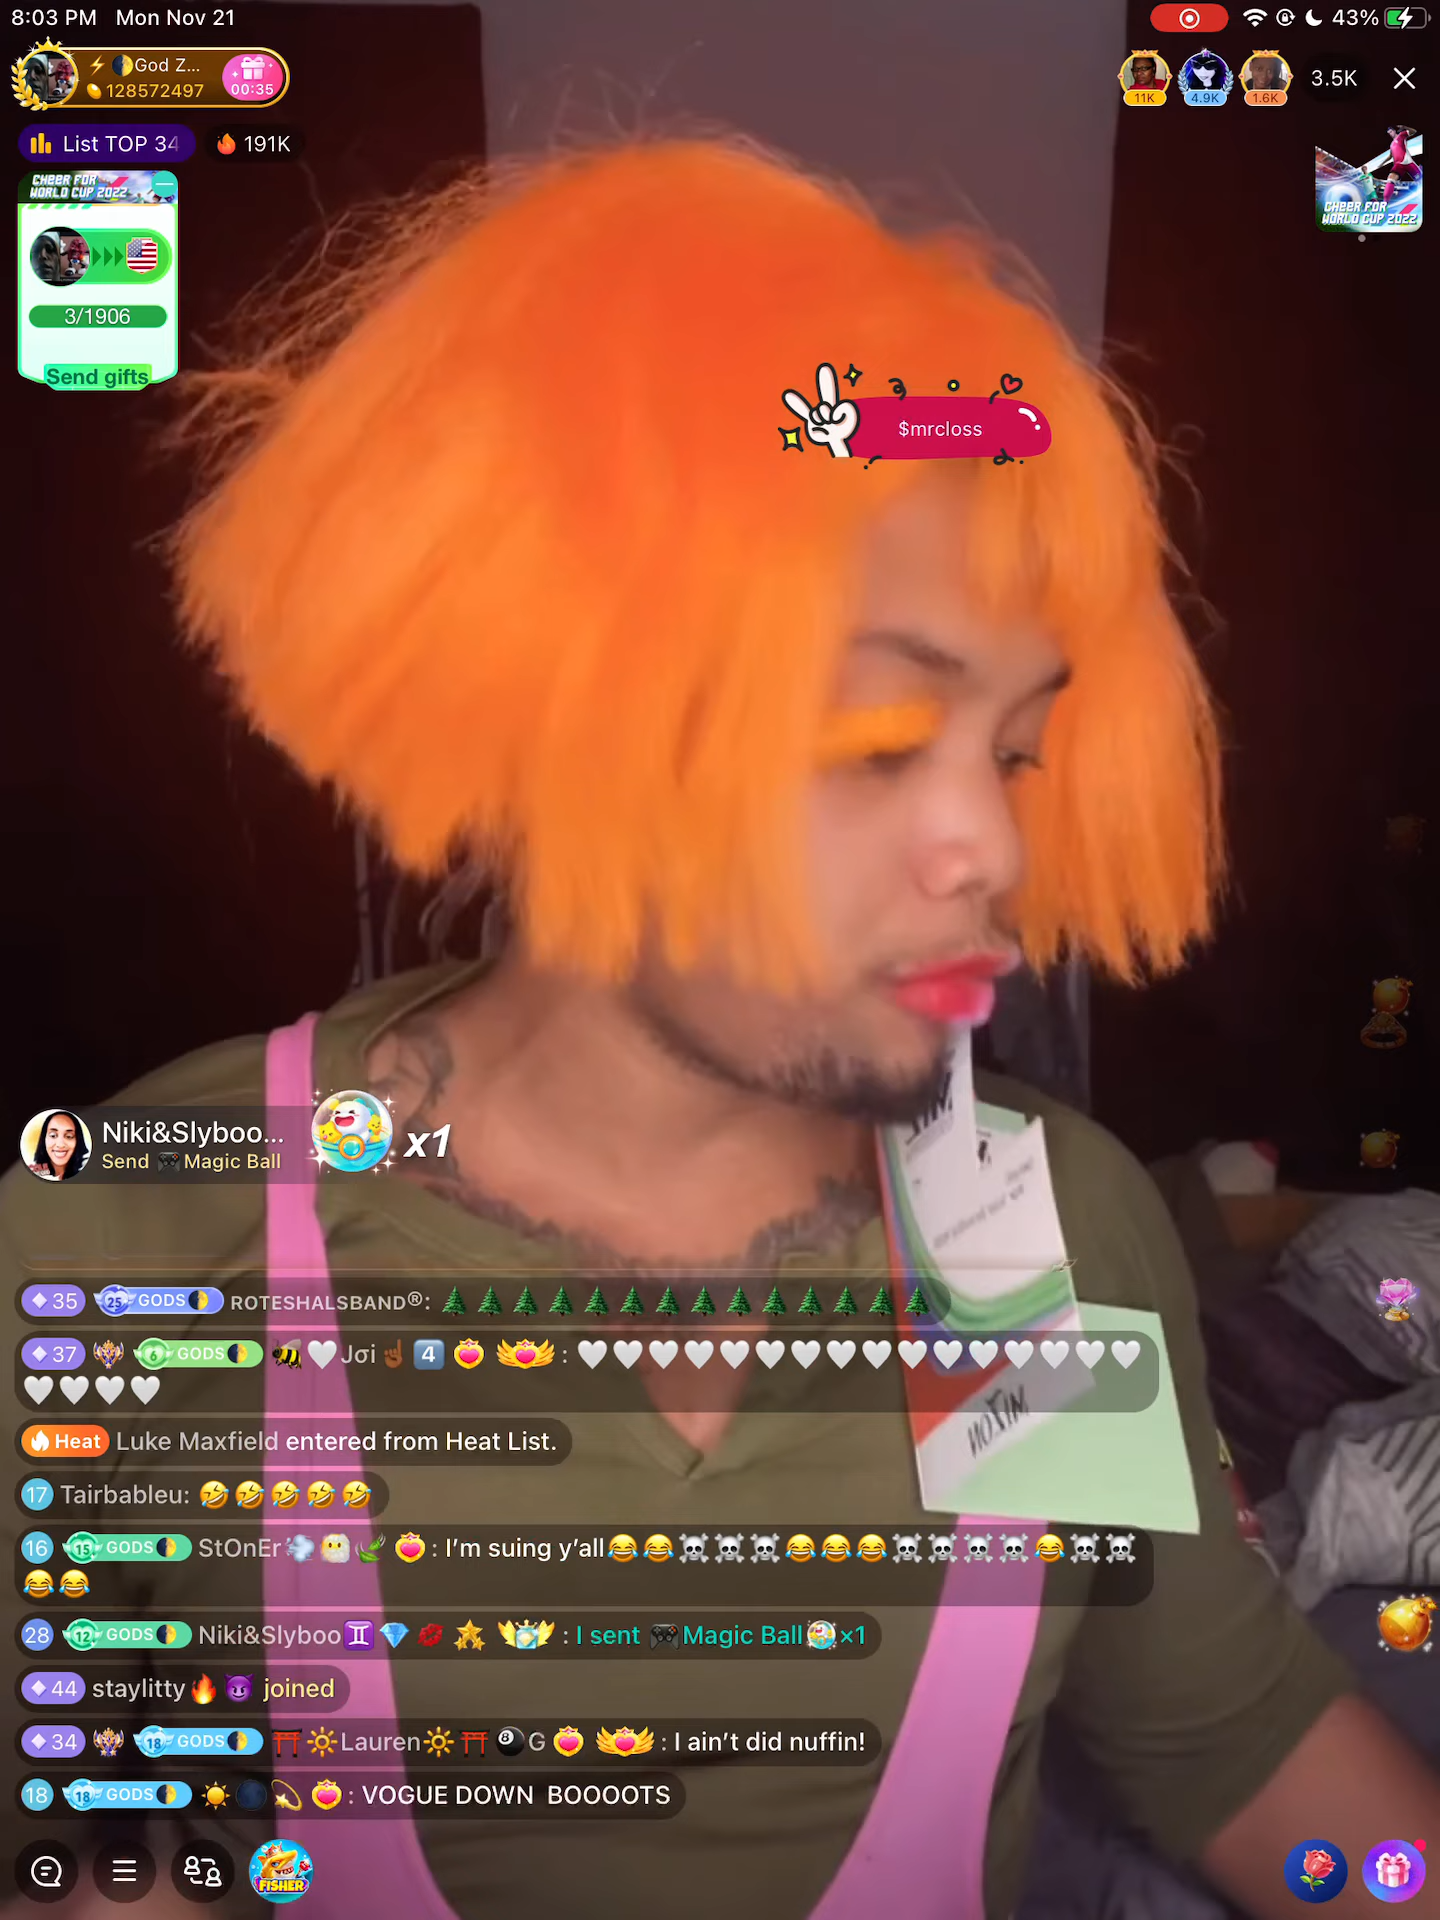 8:03 PM Mon Nov 21
43%
God Z...
128572497
00:35
11K 4.9K 1.6K 3.5K
List TOP 34
191K
CHEER FOR
WORLD CUP 2022
3/1906
Send gifts
CHEER FOR
WORLD CUP 2022
$mrcloss
Niki&Slyboo...
Send 🎮Magic Ball
x1
35 25 GODS🌓 ROTESHALSBAND®: 🌲🌲🌲🌲🌲🌲🌲🌲🌲🌲🌲🌲🌲🌲
37 6 GODS🌓 🐝🤍Jσi☝🏾4️⃣ : 🤍🤍🤍🤍🤍🤍🤍🤍🤍🤍🤍🤍🤍🤍🤍🤍
🤍🤍🤍🤍
Heat Luke Maxfield entered from Heat List.
17 Tairbableu: 🤣🤣🤣🤣🤣
16 15 GODS🌓 StOnEr : I'm suing y'all😂😂☠️☠️☠️😂😂😂☠️☠️☠️☠️😂☠️☠️
😂😂
28 12 GODS🌓 Niki&Slyboo♊💎💋 : I sent 🎮Magic Ball×1
44 staylitty🔥😈 joined
34 18 GODS🌓 ⛩️🔆Lauren🔆⛩️🎱G : I ain't did nuffin!
18 18 GODS🌓 ☀️🌑💫 : VOGUE DOWN BOOOOTS
FISHER